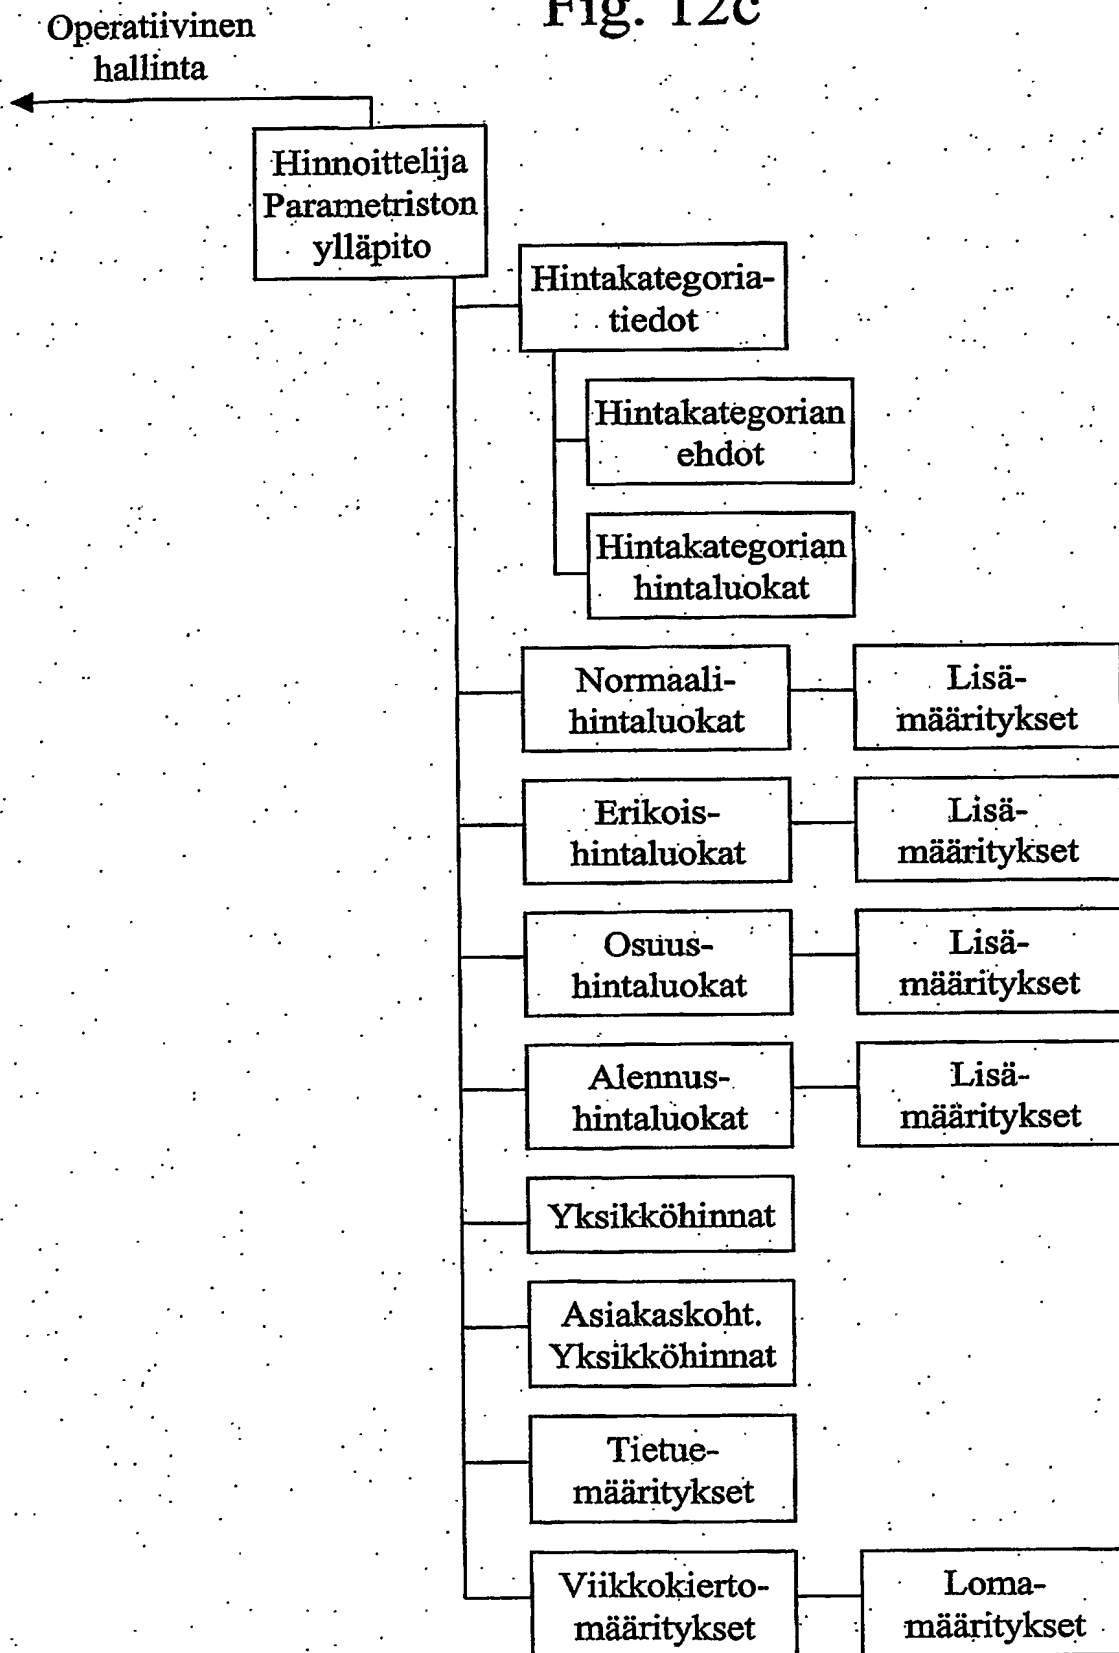 Fig. 12c
Operatiivinen
hallinta
Hinnoittelija
Parametriston
ylläpito
Hintakategoria-
tiedot
Hintakategorian
ehdot
Hintakategorian
hintaluokat
Normaali-
hintaluokat
Lisä-
määritykset
Erikois-
hintaluokat
Lisä-
määritykset
Osuus-
hintaluokat
Lisä-
määritykset
Alennus-
hintaluokat
Lisä-
määritykset
Yksikköhinnat
Asiakaskoht.
Yksikköhinnat
Tietue-
määritykset
Viikkokierto-
määritykset
Loma-
määritykset